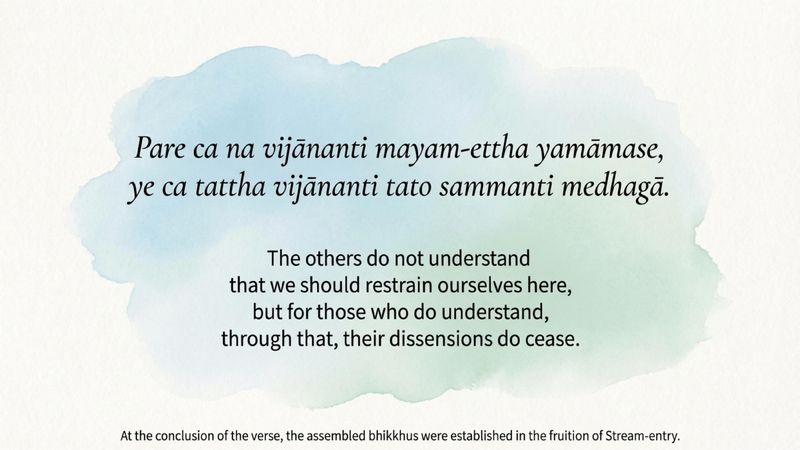 Pare ca na vijānanti mayam-ettha yamāmase,
ye ca tattha vijānanti tato sammanti medhagā.
The others do not understand
that we should restrain ourselves here,
but for those who do understand,
through that, their dissensions do cease.
At the conclusion of the verse, the assembled bhikkhus were established in the fruition of Stream-entry.